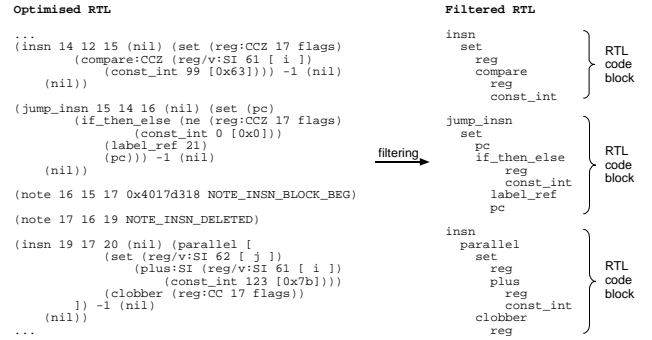 Optimised RTL
...
(insn 14 12 15 (nil) (set (reg:CCZ 17 flags)
(compare:CCZ (reg/v:SI 61 [ i ])
(const_int 99 [0x63]))) -1 (nil)
(nil))
(jump_insn 15 14 16 (nil) (set (pc)
(if_then_else (ne (reg:CCZ 17 flags)
(const_int 0 [0x0]))
(label_ref 21)
(pc))) -1 (nil)
(nil))
(note 16 15 17 0x4017d318 NOTE_INSN_BLOCK_BEG)
(note 17 16 19 NOTE_INSN_DELETED)
(insn 19 17 20 (nil) (parallel [
(set (reg/v:SI 62 [ j ])
(plus:SI (reg/v:SI 61 [ i ])
(const_int 123 [0x7b])))
(clobber (reg:CC 17 flags))
]) -1 (nil)
(nil))
...
filtering
Filtered RTL
insn
set
reg
compare
reg
const_int
RTL
code
block
jump_insn
set
pc
if_then_else
reg
const_int
label_ref
pc
RTL
code
block
insn
parallel
set
reg
plus
reg
const_int
clobber
reg
RTL
code
block